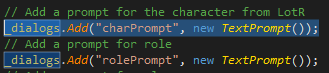 // Add a prompt for the character from LotR
_dialogs.Add("charPrompt", new TextPrompt());
// Add a prompt for role
_dialogs.Add("rolePrompt", new TextPrompt());